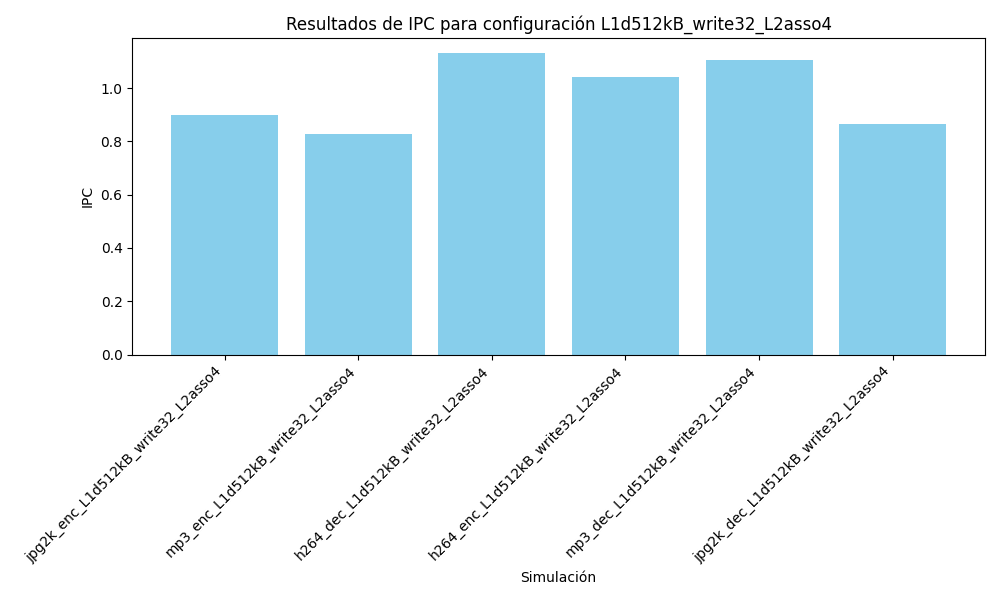 Resultados de IPC para configuración L1d512kB_write32_L2asso4
IPC
1.0
0.8
0.6
0.4
0.2
0.0
jpg2k_enc_L1d512kB_write32_L2asso4
mp3_enc_L1d512kB_write32_L2asso4
h264_dec_L1d512kB_write32_L2asso4
h264_enc_L1d512kB_write32_L2asso4
mp3_dec_L1d512kB_write32_L2asso4
jpg2k_dec_L1d512kB_write32_L2asso4
Simulación